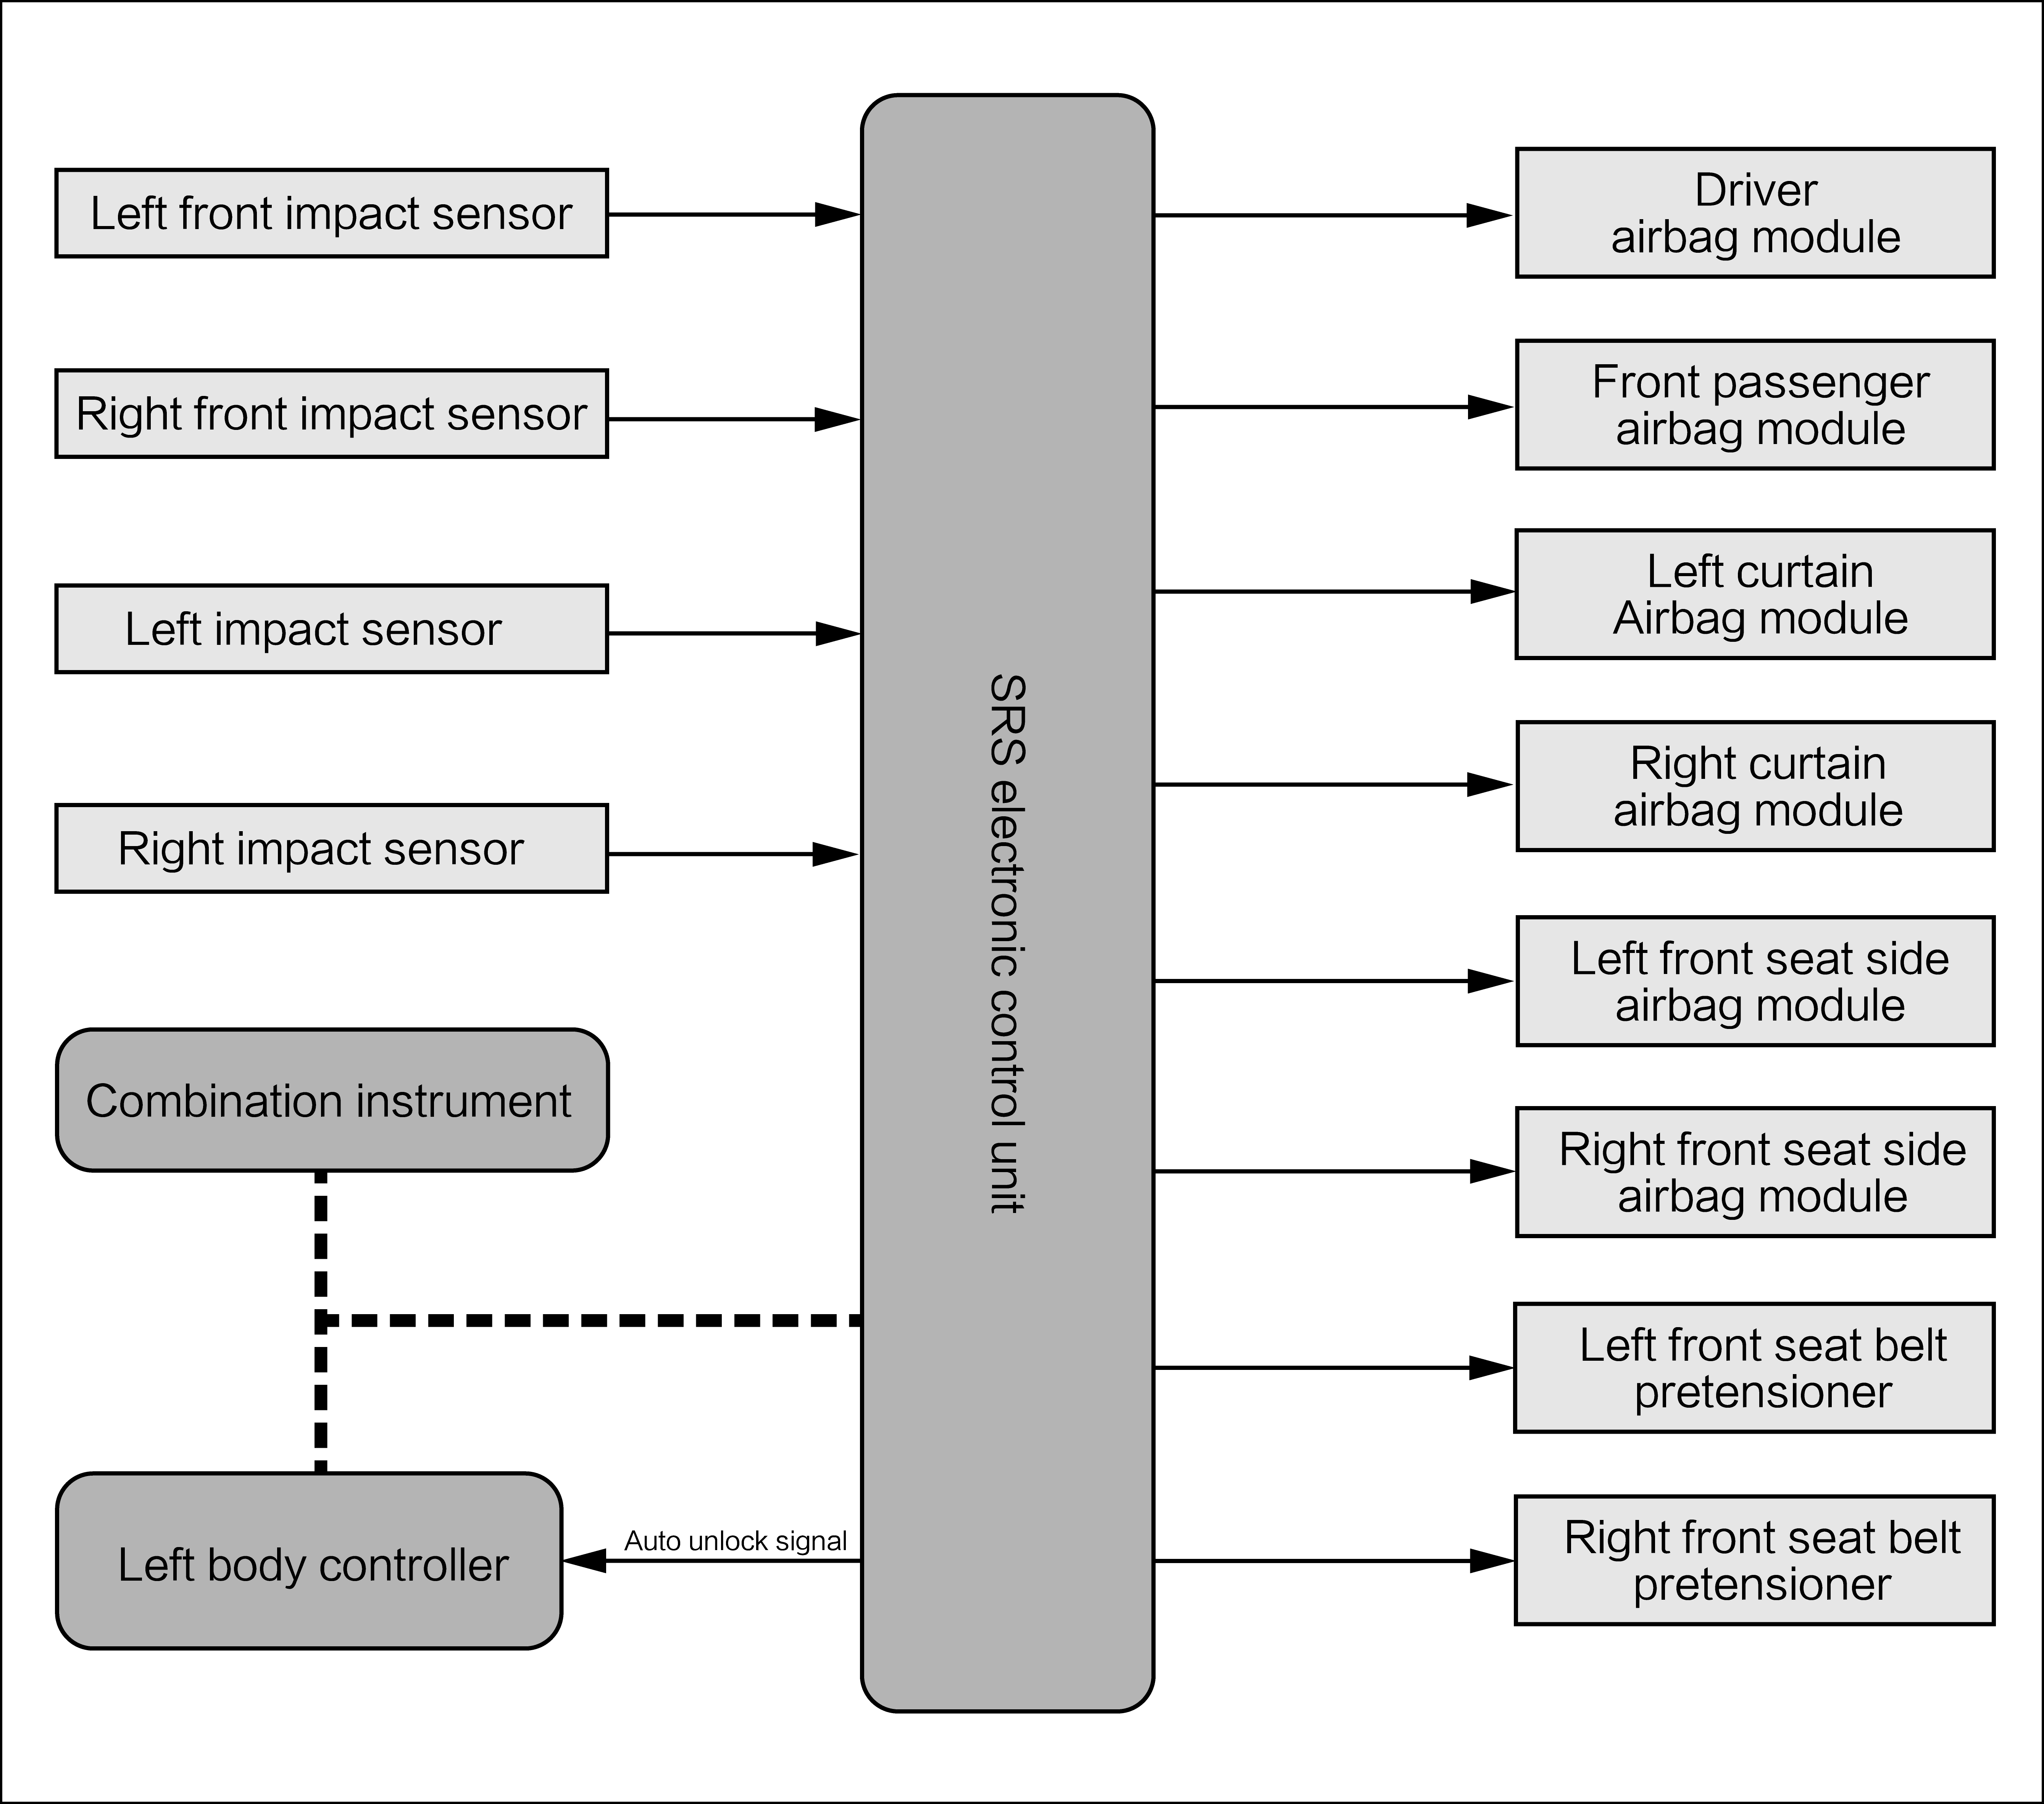 Left front impact sensor
Right front impact sensor
Left impact sensor
Right impact sensor
Combination instrument
Left body controller
Auto unlock signal
SRS electronic control unit
Driver
airbag module
Front passenger
airbag module
Left curtain
Airbag module
Right curtain
airbag module
Left front seat side
airbag module
Right front seat side
airbag module
Left front seat belt
pretensioner
Right front seat belt
pretensioner